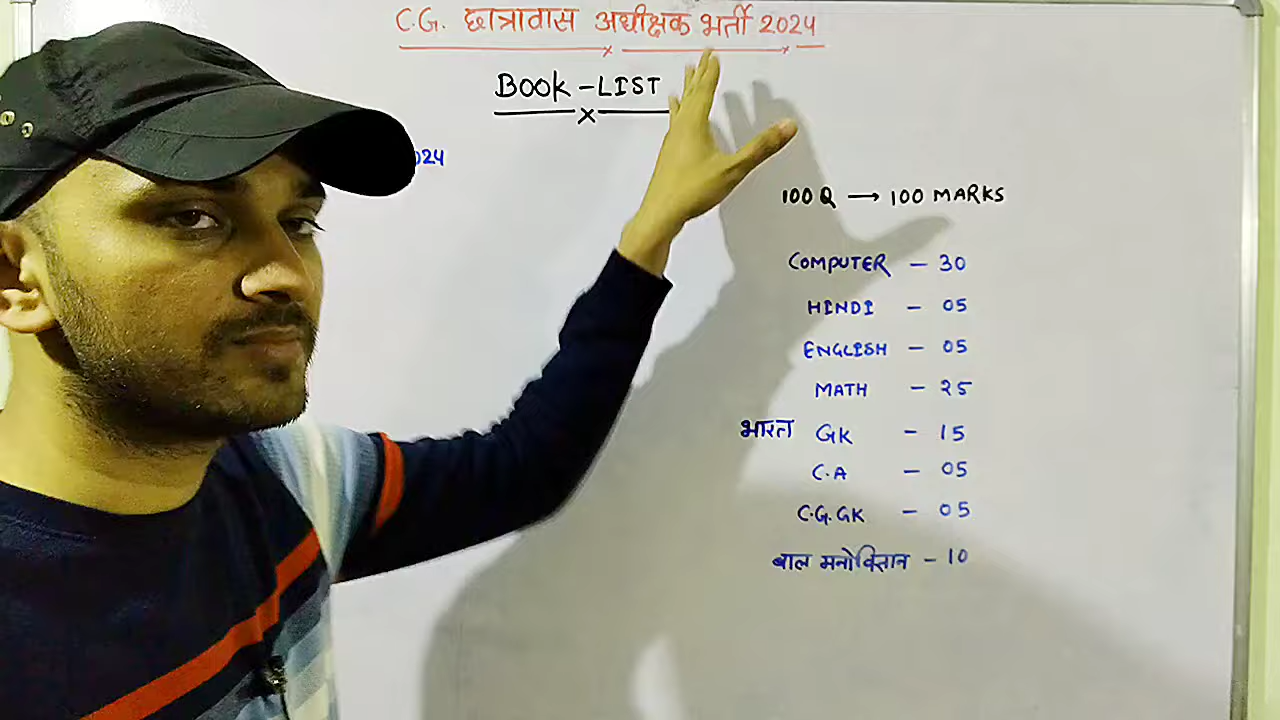 C.G. छात्रावास अधीक्षक भर्ती 2024
BOOK - LIST
024
100 Q → 100 MARKS
COMPUTER - 30
HINDI - 05
ENGLISH - 05
MATH - 25
भारत GK - 15
C.A - 05
C.G.GK - 05
बाल मनोविज्ञान - 10